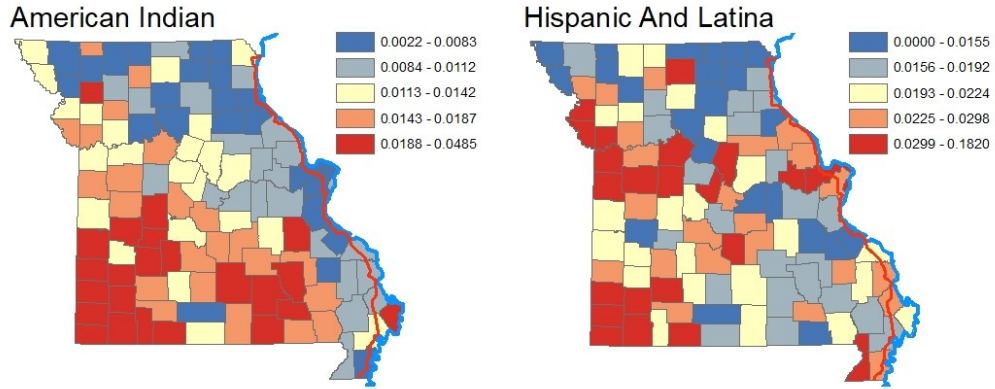 American Indian
0.0022 - 0.0083
0.0084 - 0.0112
0.0113 - 0.0142
0.0143 - 0.0187
0.0188 - 0.0485
Hispanic And Latina
0.0000 - 0.0155
0.0156 - 0.0192
0.0193 - 0.0224
0.0225 - 0.0298
0.0299 - 0.1820